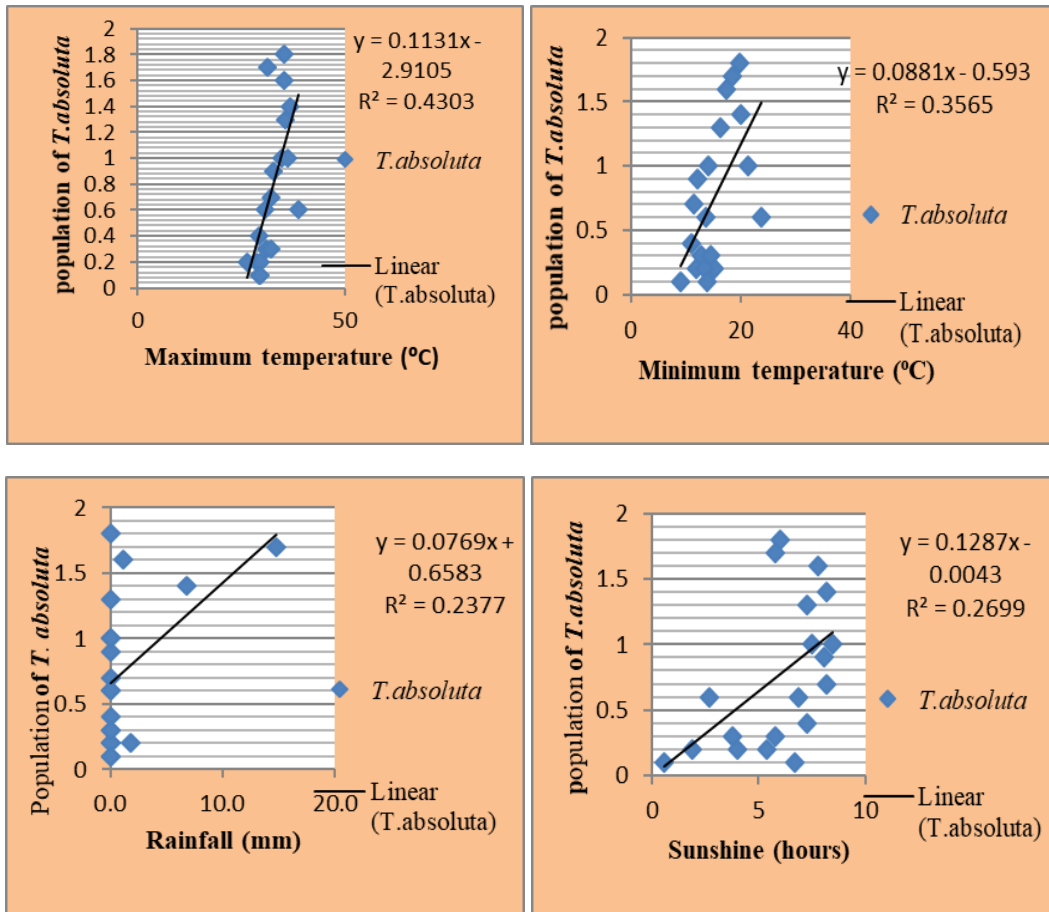 population of T.absoluta
2
1.8
1.6
1.4
1.2
1
0.8
0.6
0.4
0.2
0
0
50
Maximum temperature (⁰C)
y = 0.1131x -
2.9105
R² = 0.4303
T.absoluta
Linear
(T.absoluta)
population of T.absoluta
2
1.5
1
0.5
0
0
20
40
Minimum temperature (⁰C)
y = 0.0881x - 0.593
R² = 0.3565
T.absoluta
Linear
(T.absoluta)
Population of T. absoluta
2
1.5
1
0.5
0
0.0
10.0
20.0
Rainfall (mm)
y = 0.0769x +
0.6583
R² = 0.2377
T.absoluta
Linear
(T.absoluta)
population of T.absoluta
2
1.5
1
0.5
0
0
5
10
Sunshine (hours)
y = 0.1287x -
0.0043
R² = 0.2699
T.absoluta
Linear
(T.absoluta)